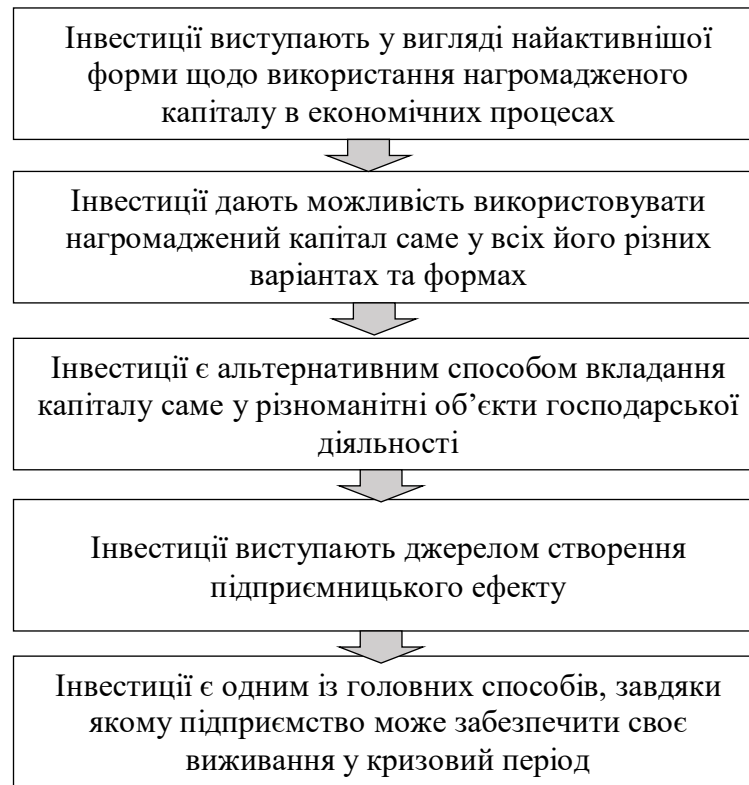 Інвестиції виступають у вигляді найактивнішої
форми щодо використання нагромадженого
капіталу в економічних процесах
Інвестиції дають можливість використовувати
нагромаджений капітал саме у всіх його різних
варіантах та формах
Інвестиції є альтернативним способом вкладання
капіталу саме у різноманітні об’єкти господарської
діяльності
Інвестиції виступають джерелом створення
підприємницького ефекту
Інвестиції є одним із головних способів, завдяки
якому підприємство може забезпечити своє
виживання у кризовий період